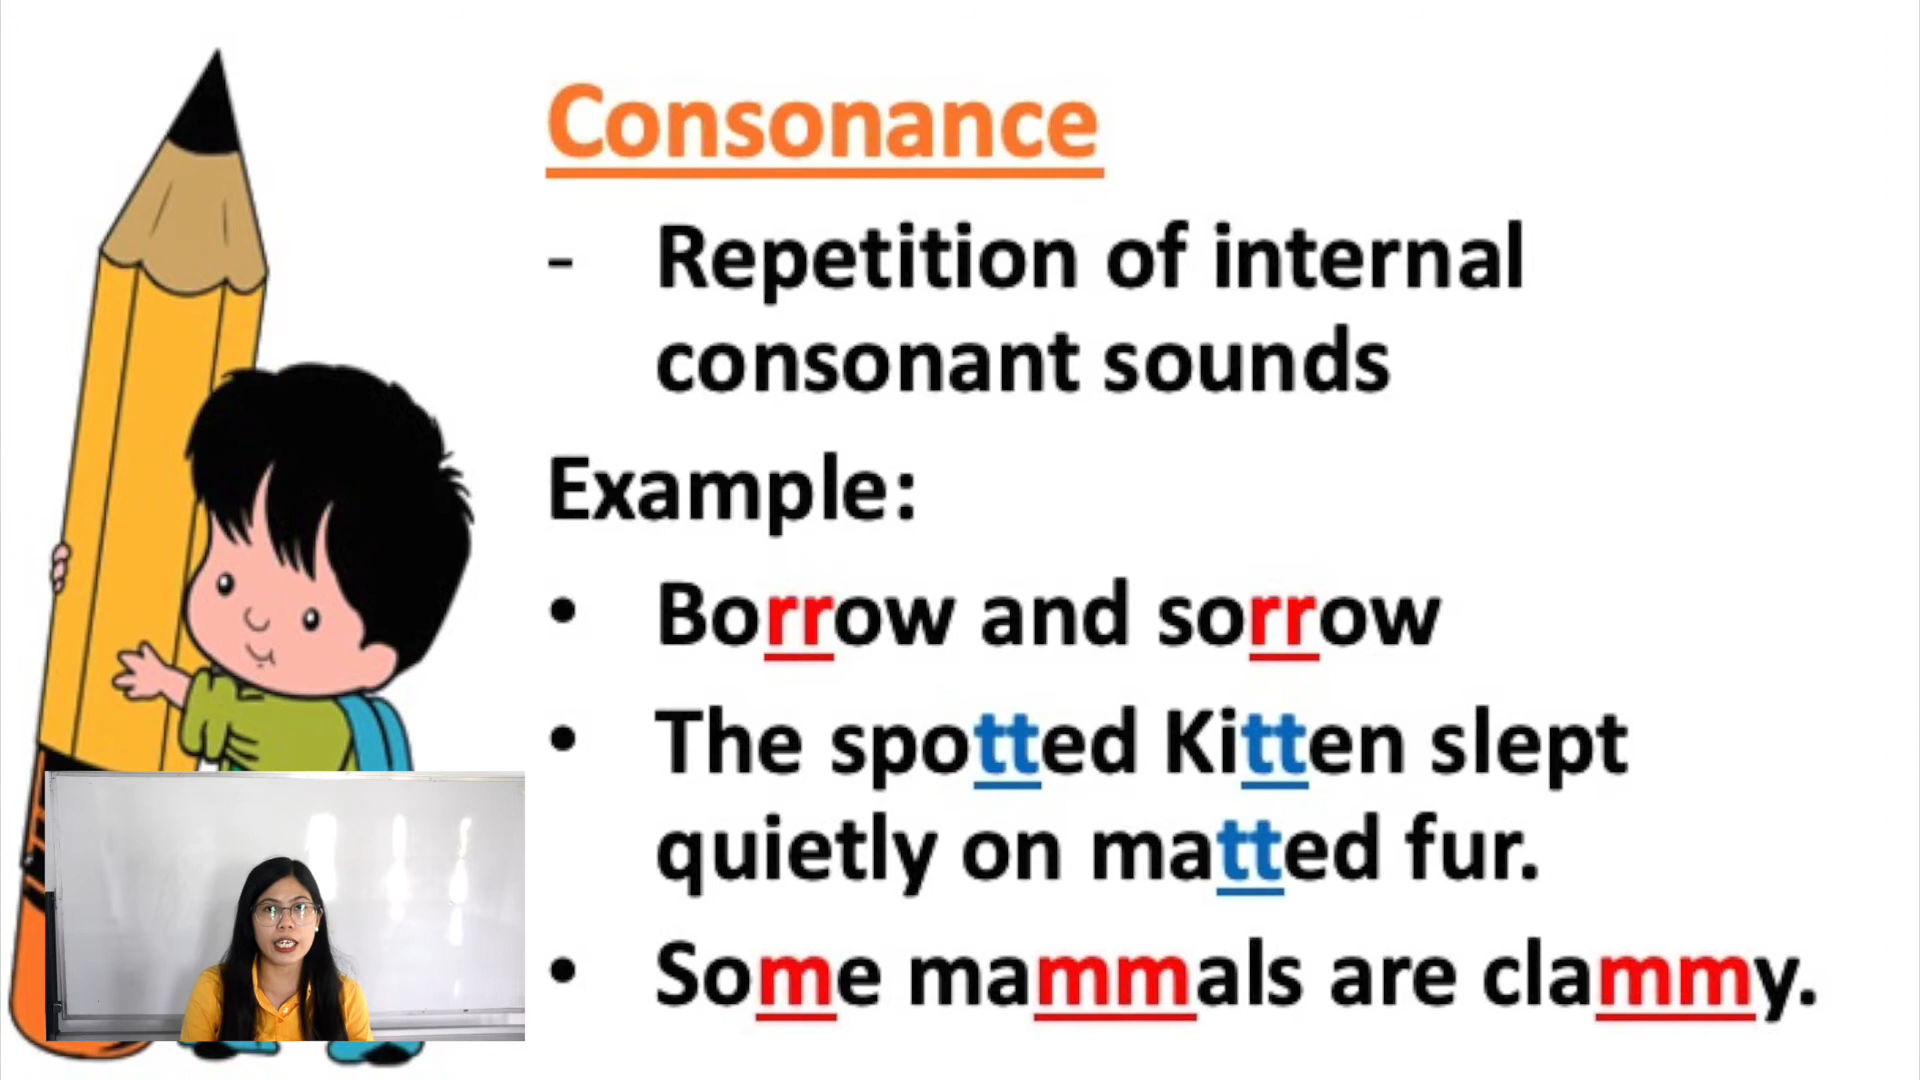 Consonance
- Repetition of internal
consonant sounds
Example:
• Borrow and sorrow
• The spotted Kitten slept
quietly on matted fur.
• Some mammals are clammy.